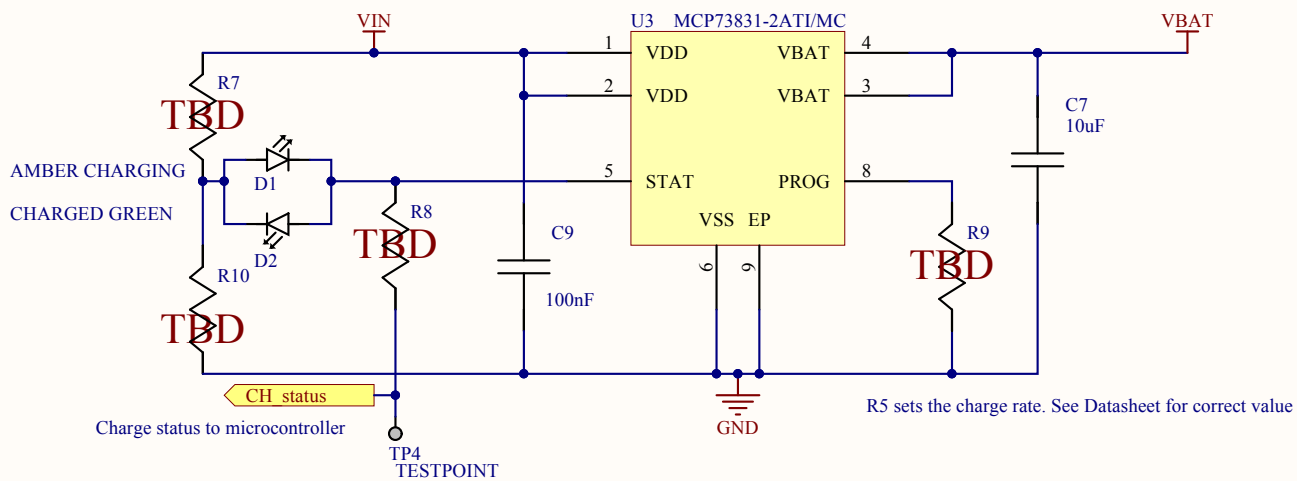 VIN
U3 MCP73831-2ATI/MC
VBAT
1 VDD VBAT 4
2 VDD VBAT 3
R7
TBD
C7
10uF
AMBER CHARGING
D1
5 STAT PROG 8
CHARGED GREEN
D2
R8
TBD
VSS EP
C9
R9
TBD
R10
TBD
6 9
100nF
CH_status
Charge status to microcontroller
GND
R5 sets the charge rate. See Datasheet for correct value
TP4
TESTPOINT